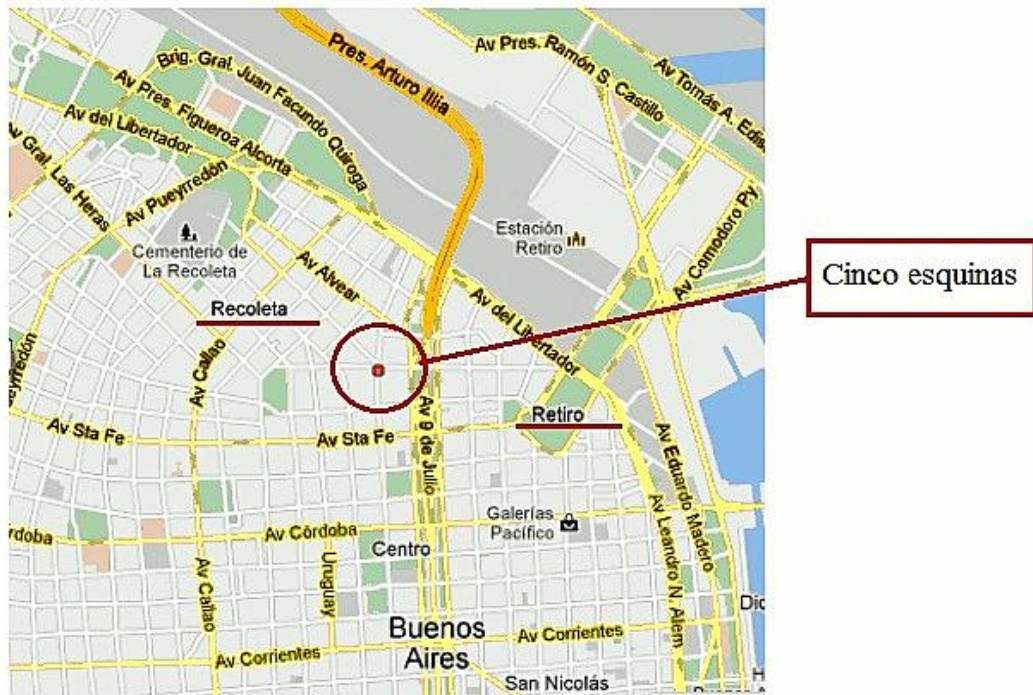 Av Pres. Ramón S. Castillo
Av Tomás A. Edis
Pres. Arturo Illia
Brig. Gral. Juan Facundo Quiroga
Av Pres. Figueroa Alcorta
Av del Libertador
Av Gral. Las Heras
Av Pueyrredón
Cementerio de
La Recoleta
Estación
Retiro
Av Comodoro Py
Cinco esquinas
Av Alvear
Recoleta
Av del Libertador
ueyrredón
Av Callao
Av Sta Fe
Av Sta Fe
Av 9 de Julio
Retiro
Av Eduardo Madero
Av Leandro N. Alem
Galerías
Pacífico
órdoba
Av Córdoba
Centro
Uruguay
Av Callao
Buenos
Aires
Av Corrientes
Av Corrientes
San Nicolás